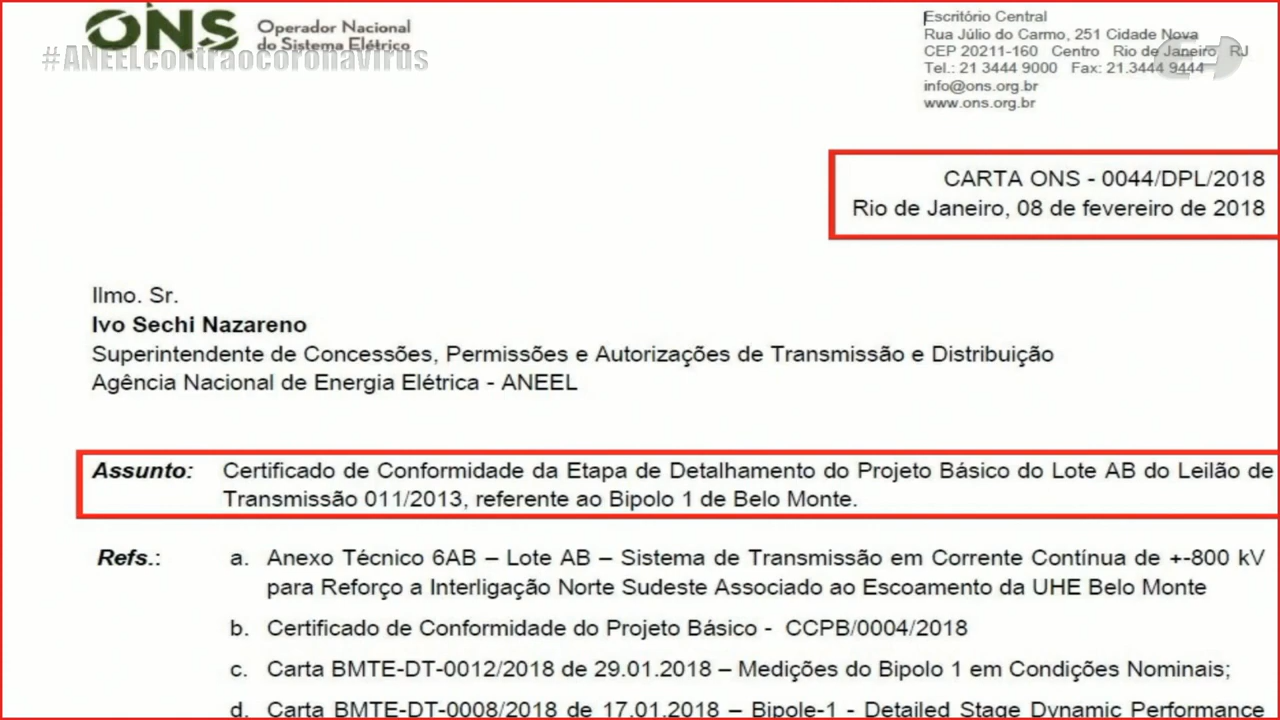 ONS Operador Nacional
do Sistema Elétrico
#ANEELcontraocoronavirus
Escritório Central
Rua Júlio do Carmo, 251 Cidade Nova
CEP 20211-160 Centro Rio de Janeiro RJ
Tel.: 21 3444 9000 Fax: 21.3444 9444
info@ons.org.br
www.ons.org.br
CARTA ONS - 0044/DPL/2018
Rio de Janeiro, 08 de fevereiro de 2018
Ilmo. Sr.
Ivo Sechi Nazareno
Superintendente de Concessões, Permissões e Autorizações de Transmissão e Distribuição
Agência Nacional de Energia Elétrica - ANEEL
Assunto: Certificado de Conformidade da Etapa de Detalhamento do Projeto Básico do Lote AB do Leilão de
Transmissão 011/2013, referente ao Bipolo 1 de Belo Monte.
Refs.: a. Anexo Técnico 6AB – Lote AB – Sistema de Transmissão em Corrente Contínua de +-800 kV
para Reforço a Interligação Norte Sudeste Associado ao Escoamento da UHE Belo Monte
b. Certificado de Conformidade do Projeto Básico - CCPB/0004/2018
c. Carta BMTE-DT-0012/2018 de 29.01.2018 – Medições do Bipolo 1 em Condições Nominais;
d. Carta BMTE-DT-0008/2018 de 17.01.2018 – Bipole-1 - Detailed Stage Dynamic Performance